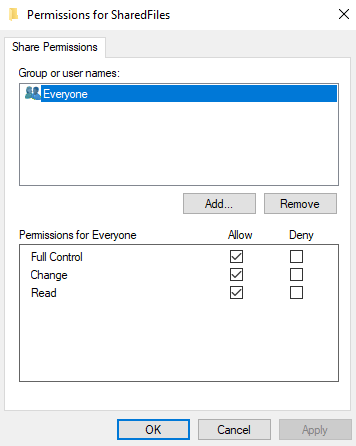 Permissions for SharedFiles
Share Permissions
Group or user names:
Everyone
Add... Remove
Permissions for Everyone Allow Deny
Full Control
Change
Read
OK Cancel Apply